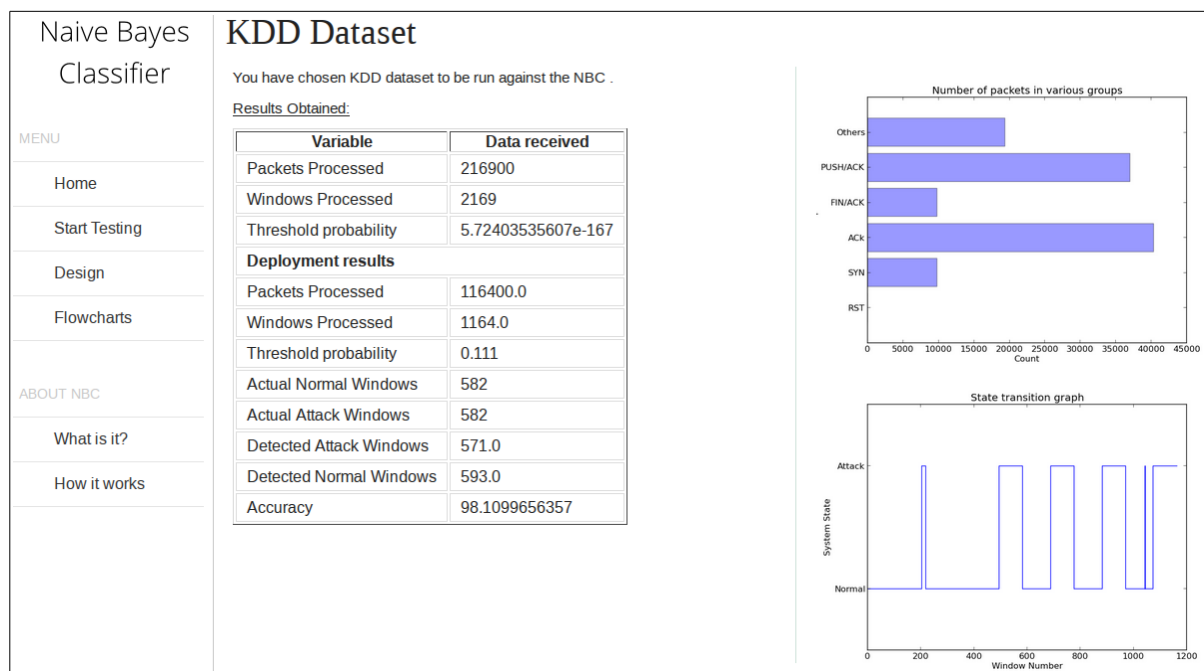 Naive Bayes
Classifier
MENU
Home
Start Testing
Design
Flowcharts
ABOUT NBC
What is it?
How it works
KDD Dataset
You have chosen KDD dataset to be run against the NBC .
Results Obtained:
Variable Data received
Packets Processed 216900
Windows Processed 2169
Threshold probability 5.72403535607e-167
Deployment results
Packets Processed 116400.0
Windows Processed 1164.0
Threshold probability 0.111
Actual Normal Windows 582
Actual Attack Windows 582
Detected Attack Windows 571.0
Detected Normal Windows 593.0
Accuracy 98.1099656357
Number of packets in various groups
Others
PUSH/ACK
FIN/ACK
ACk
SYN
RST
0 5000 10000 15000 20000 25000 30000 35000 40000 45000
Count
State transition graph
Attack
System State
Normal
0 200 400 600 800 1000 1200
Window Number